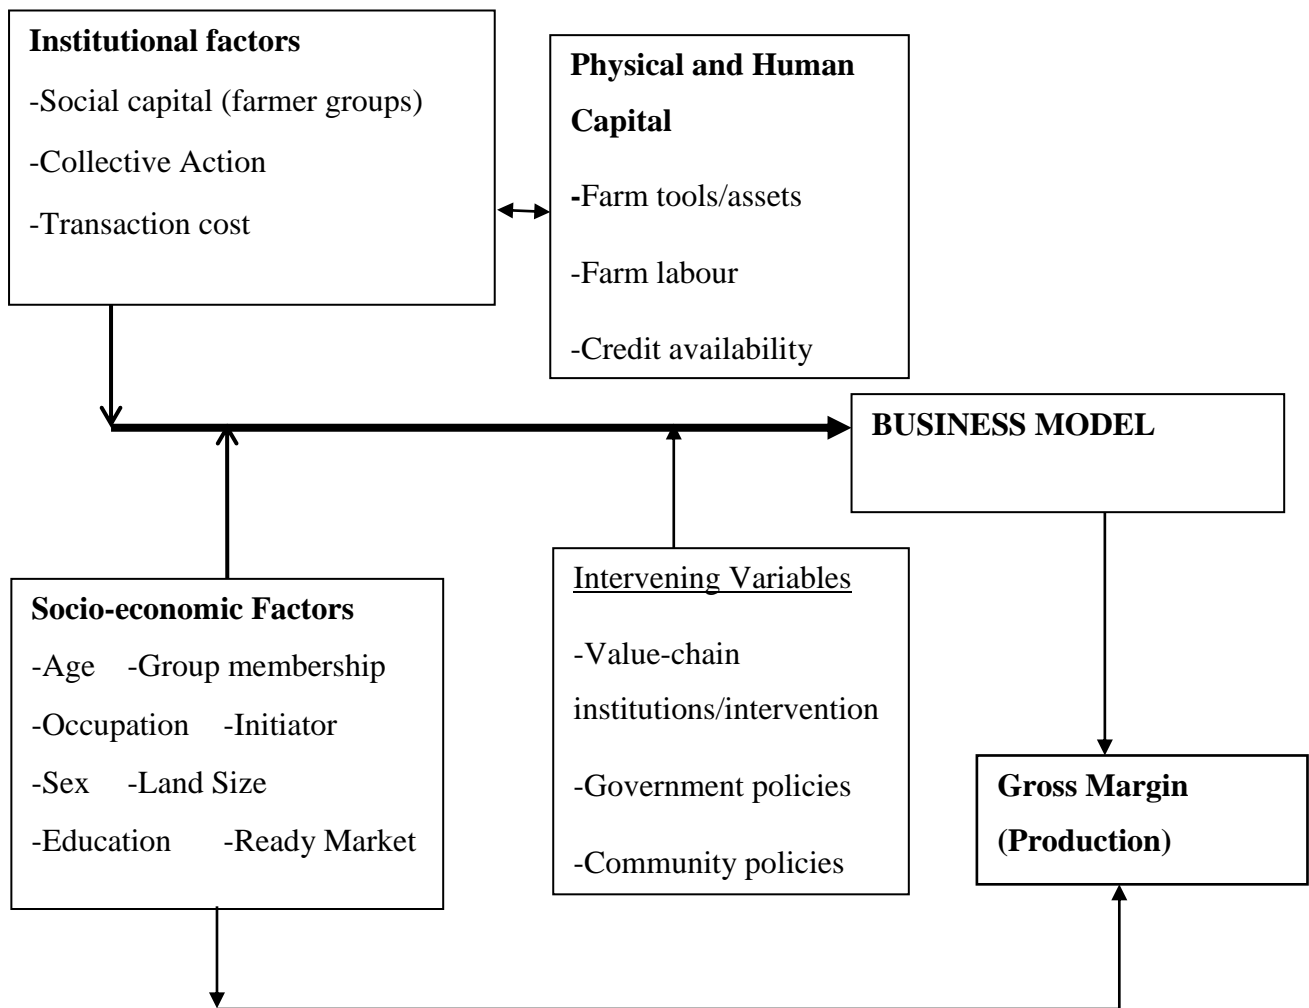 Institutional factors
-Social capital (farmer groups)
-Collective Action
-Transaction cost
Physical and Human
Capital
-Farm tools/assets
-Farm labour
-Credit availability
BUSINESS MODEL
Socio-economic Factors
-Age -Group membership
-Occupation -Initiator
-Sex -Land Size
-Education -Ready Market
Intervening Variables
-Value-chain
institutions/intervention
-Government policies
-Community policies
Gross Margin
(Production)